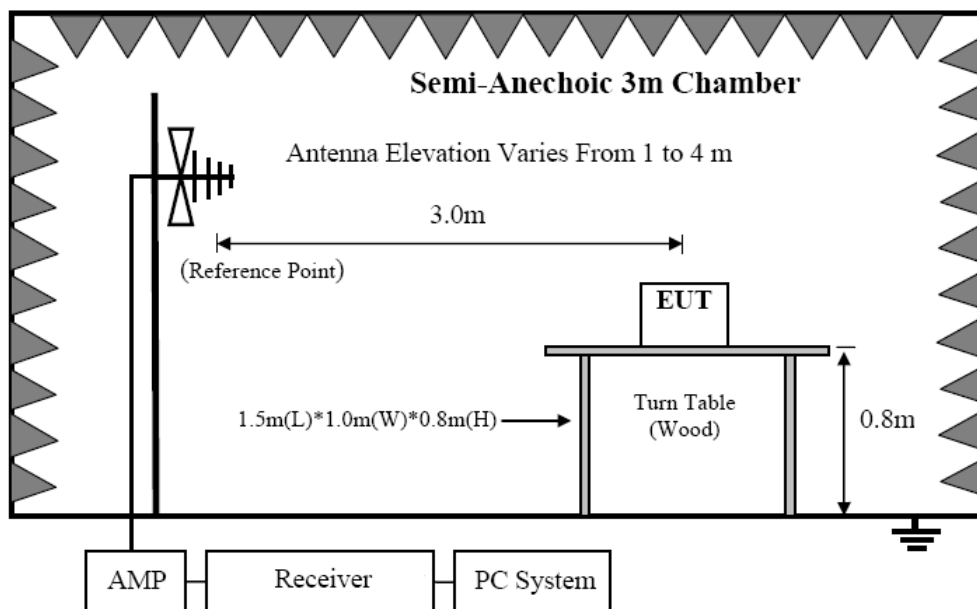 Semi-Anechoic 3m Chamber
Antenna Elevation Varies From 1 to 4 m
3.0m
(Reference Point)
EUT
1.5m(L)*1.0m(W)*0.8m(H)
Turn Table
(Wood)
0.8m
AMP
Receiver
PC System